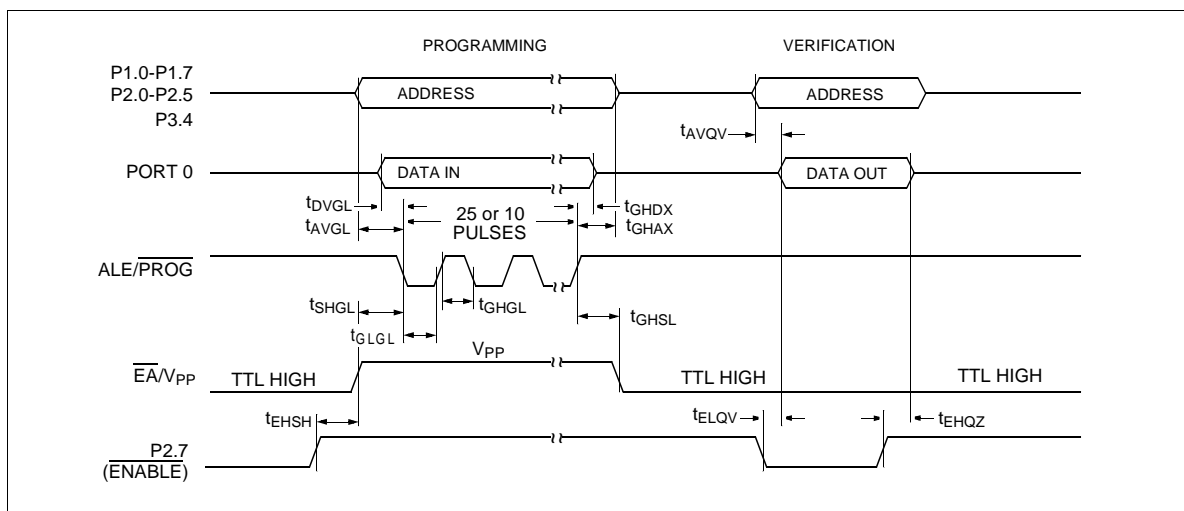 PROGRAMMING VERIFICATION
P1.0-P1.7
P2.0-P2.5
P3.4
ADDRESS ADDRESS
tAVQV
PORT 0
DATA IN DATA OUT
tDVGL
tAVGL
25 or 10
PULSES
tGHDX
tGHAX
ALE/PROG
tSHGL
tGLGL
tGHGL
tGHSL
EA/VPP
TTL HIGH
VPP
TTL HIGH
TTL HIGH
tEHSH
tELQV
tEHQZ
P2.7
(ENABLE)